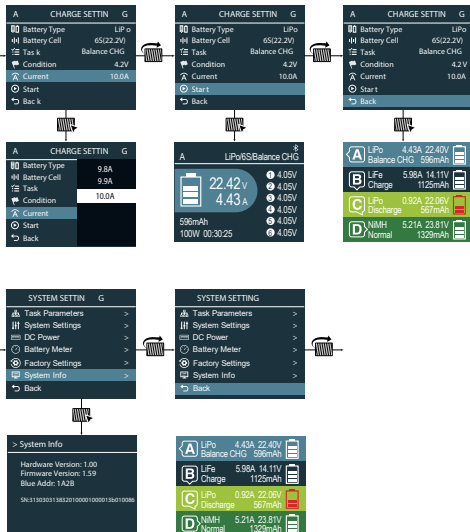 A CHARGE SETTIN G
Battery Type LiP o
Battery Cell 6S(22.2V)
Tas k Balance CHG
Condition 4.2V
Current 10.0A
Start
Bac k
A CHARGE SETTIN G
Battery Type LiPo
Battery Cell 6S(22.2V)
Task Balance CHG
Condition 4.2V
Current 10.0A
Star t
Back
A CHARGE SETTIN G
Battery Type LiPo
Battery Cell 6S(22.2V)
Task Balance CHG
Condition 4.2 V
Current 10.0A
Start
Back
A CHARGE SETTIN G
Battery Type
Battery Cell
Task
Condition
Current
Start
Back
9.8A
9.9A
10.0A
A LiPo/6S/Balance CHG
22.42 V
4.43 A
596mAh
100W 00:30:25
1 4.05V
2 4.05V
3 4.05V
4 4.05V
5 4.05V
6 4.05V
A LiPo 4.43A 22.40V
Balance CHG 596mAh
B LiFe 5.98A 14.11V
Charge 1125mAh
C LiPo 0.92A 22.06V
Discharge 567mAh
D NiMH 5.21A 23.81V
Normal 1329mAh
SYSTEM SETTIN G
Task Parameters >
System Settings >
DC Power >
Battery Meter >
Factory Settings >
System Info >
Back
SYSTEM SETTING
Task Parameters >
System Settings >
DC Power >
Battery Meter >
Factory Settings >
System Info >
Back
> System Info
Hardware Version: 1.00
Firmware Version: 1.59
Blue Addr: 1A2B
A LiPo 4.43A 22.40V
Balance CHG 596mAh
B LiFe 5.98A 14.11V
Charge 1125mAh
C LiPo 0.92A 22.06V
Discharge 567mAh
D NiMH 5.21A 23.81V
Normal 1329mAh